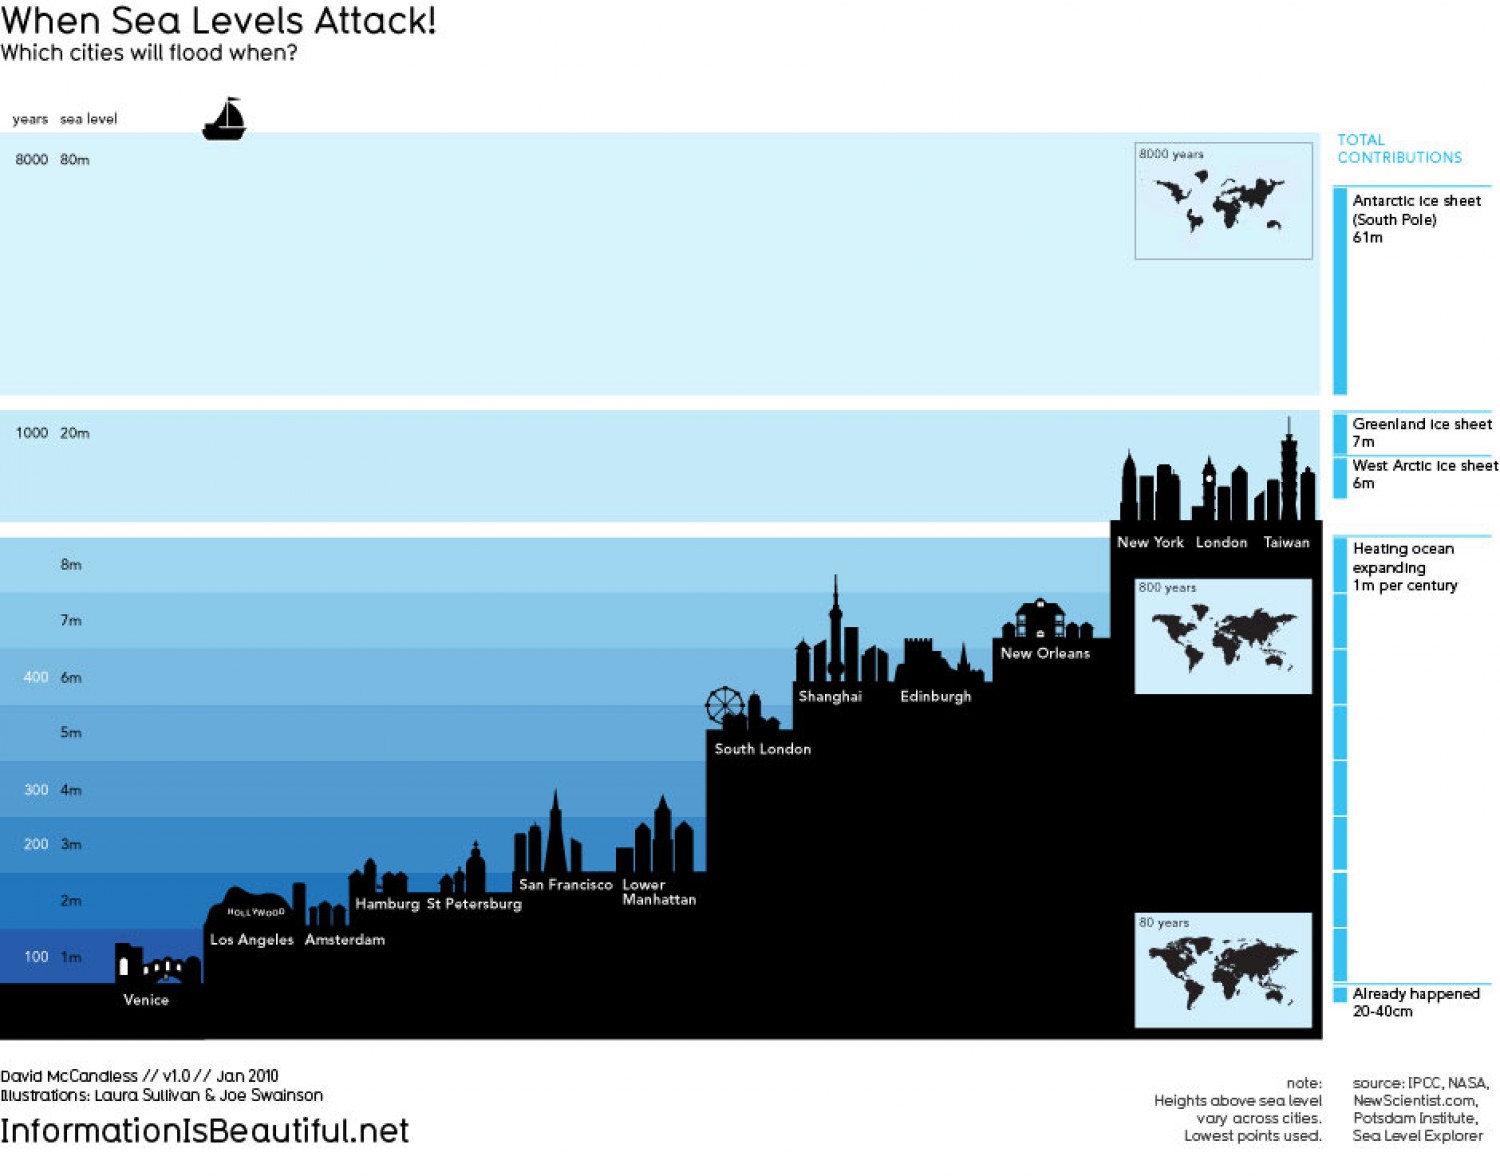 When Sea Levels Attack!
Which cities will flood when?
years sea level
8000 80m
8000 years
TOTAL
CONTRIBUTIONS
Antarctic ice sheet
(South Pole)
61m
1000 20m
Greenland ice sheet
7m
West Arctic ice sheet
6m
New York London Taiwan
Heating ocean
expanding
1m per century
8m
800 years
7m
New Orleans
400 6m
Shanghai Edinburgh
5m
South London
300 4m
200 3m
San Francisco Lower
Manhattan
2m
Hamburg St Petersburg
HOLLYWOOD
Los Angeles Amsterdam
80 years
100 1m
Venice
Already happened
20-40cm
David McCandless // v1.0 // Jan 2010
Illustrations: Laura Sullivan & Joe Swainson
InformationIsBeautiful.net
note:
Heights above sea level
vary across cities.
Lowest points used.
source: IPCC, NASA,
NewScientist.com,
Potsdam Institute,
Sea Level Explorer